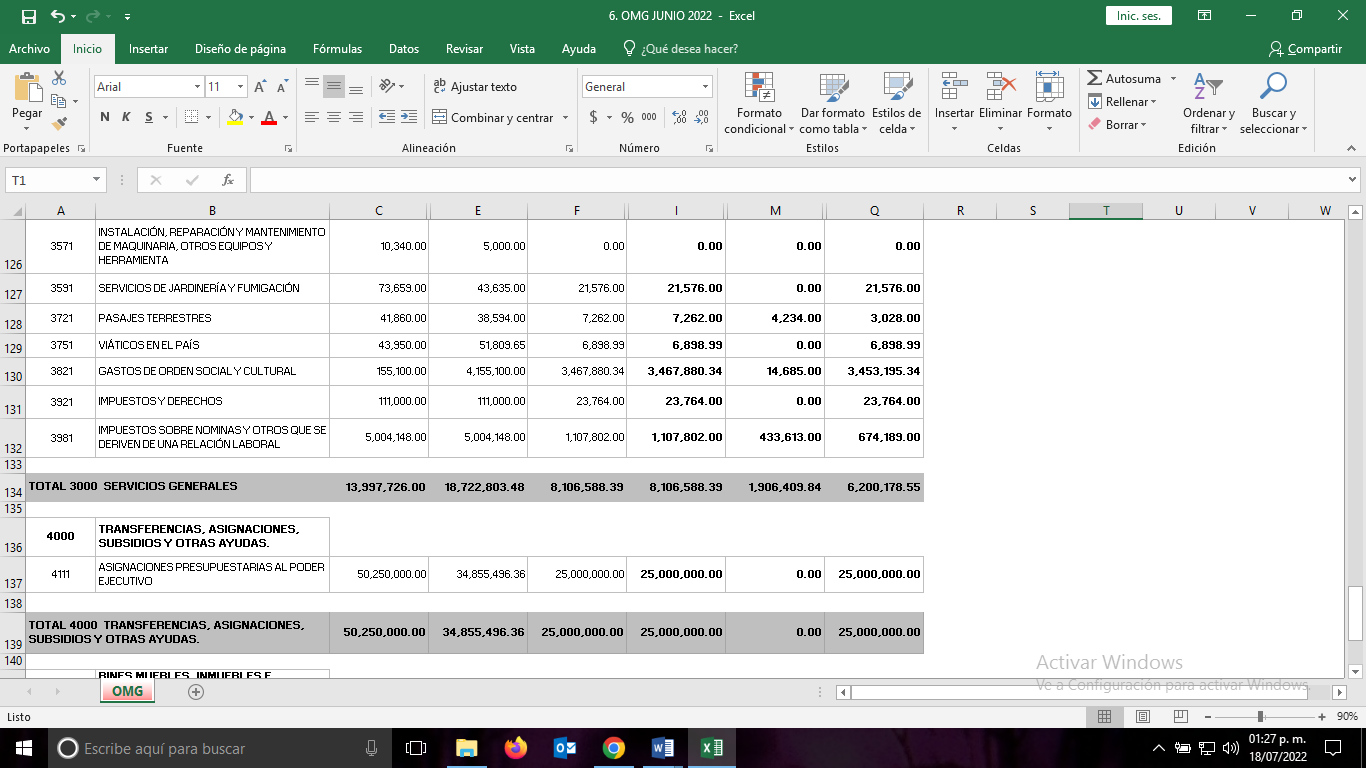 6. OMG JUNIO 2022 - Excel
Inic. ses.
Archivo Inicio Insertar Diseño de página Fórmulas Datos Revisar Vista Ayuda ¿Qué desea hacer? Compartir
Pegar
Portapapeles
Arial 11
N K S
Fuente
Ajustar texto
Combinar y centrar
Alineación
General
$ % 000
Número
Formato condicional
Dar formato como tabla
Estilos de celda
Estilos
Insertar Eliminar Formato
Celdas
Autosuma
Rellenar
Borrar
Ordenar y filtrar
Buscar y seleccionar
Edición
T1 fx
A B C E F I M Q R S T U V W
126 3571 INSTALACIÓN, REPARACIÓN Y MANTENIMIENTO
DE MAQUINARIA, OTROS EQUIPOS Y
HERRAMIENTA 10,340.00 5,000.00 0.00 0.00 0.00 0.00
127 3591 SERVICIOS DE JARDINERÍA Y FUMIGACIÓN 73,659.00 43,635.00 21,576.00 21,576.00 0.00 21,576.00
128 3721 PASAJES TERRESTRES 41,860.00 38,594.00 7,262.00 7,262.00 4,234.00 3,028.00
129 3751 VIÁTICOS EN EL PAÍS 43,950.00 51,809.65 6,898.99 6,898.99 0.00 6,898.99
130 3821 GASTOS DE ORDEN SOCIAL Y CULTURAL 155,100.00 4,155,100.00 3,467,880.34 3,467,880.34 14,685.00 3,453,195.34
131 3921 IMPUESTOS Y DERECHOS 111,000.00 111,000.00 23,764.00 23,764.00 0.00 23,764.00
132 3981 IMPUESTOS SOBRE NOMINAS Y OTROS QUE SE
DERIVEN DE UNA RELACIÓN LABORAL 5,004,148.00 5,004,148.00 1,107,802.00 1,107,802.00 433,613.00 674,189.00
133
134 TOTAL 3000 SERVICIOS GENERALES 13,997,726.00 18,722,803.48 8,106,588.39 8,106,588.39 1,906,409.84 6,200,178.55
135
136 4000 TRANSFERENCIAS, ASIGNACIONES,
SUBSIDIOS Y OTRAS AYUDAS.
137 4111 ASIGNACIONES PRESUPUESTARIAS AL PODER
EJECUTIVO 50,250,000.00 34,855,496.36 25,000,000.00 25,000,000.00 0.00 25,000,000.00
138
139 TOTAL 4000 TRANSFERENCIAS, ASIGNACIONES,
SUBSIDIOS Y OTRAS AYUDAS. 50,250,000.00 34,855,496.36 25,000,000.00 25,000,000.00 0.00 25,000,000.00
140
BINES MUEBLES, INMUEBLES E
Activar Windows
Ve a Configuración para activar Windows.
OMG
Listo 90%
Escribe aquí para buscar
01:27 p. m.
18/07/2022